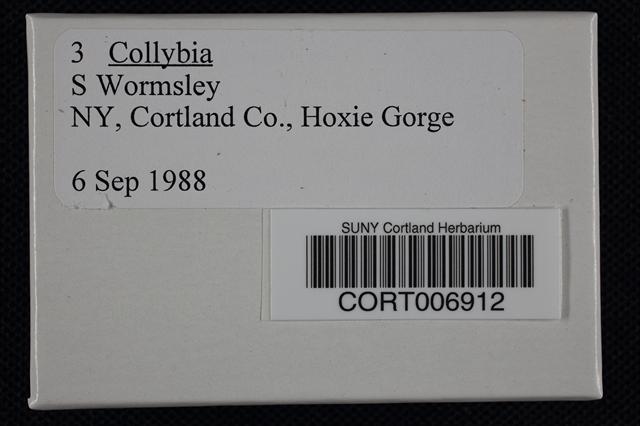 3 Collybia
S Wormsley
NY, Cortland Co., Hoxie Gorge
6 Sep 1988
SUNY Cortland Herbarium
CORT006912